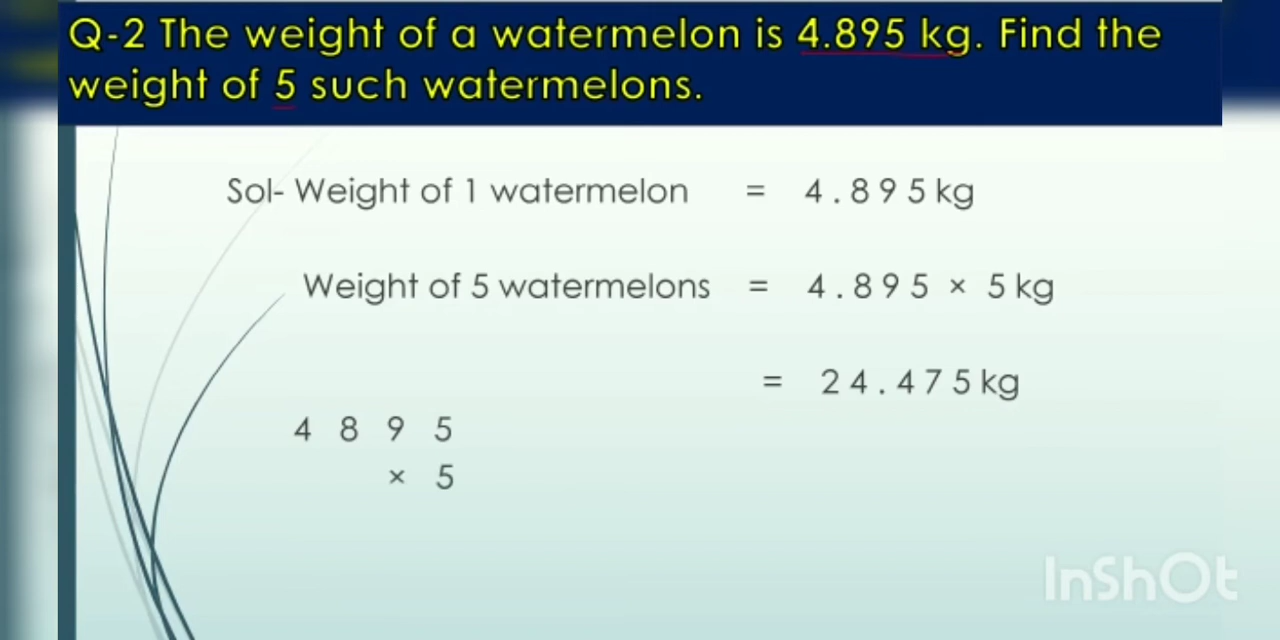 Q-2 The weight of a watermelon is 4.895 kg. Find the
weight of 5 such watermelons.
Sol- Weight of 1 watermelon = 4.895 kg
Weight of 5 watermelons = 4.895 × 5 kg
= 24.475 kg
4 8 9 5
× 5
InShOt